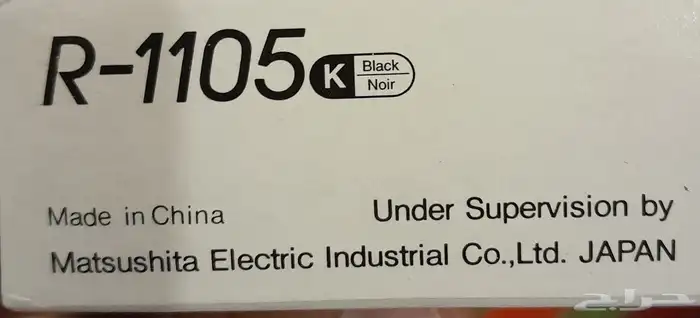 R-1105 K Black
Noir
Made in China
Under Supervision by
Matsushita Electric Industrial Co.,Ltd. JAPAN
حراج